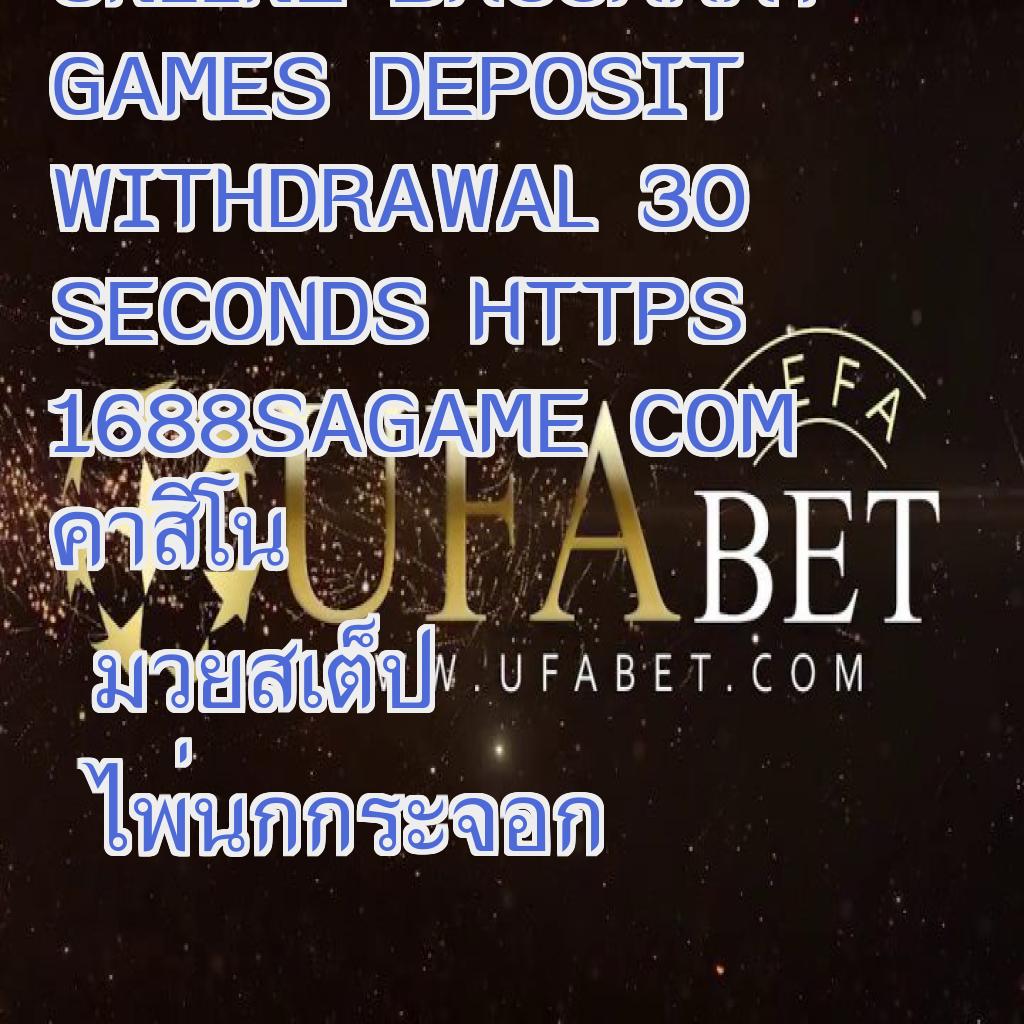 GAMES DEPOSIT
WITHDRAWAL 30
SECONDS HTTPS
1688SAGAME COM
EFA
UFABET
คาสิโน
W.UFABET.COM
มวยสเต็ป
ไพ่นกกระจอก